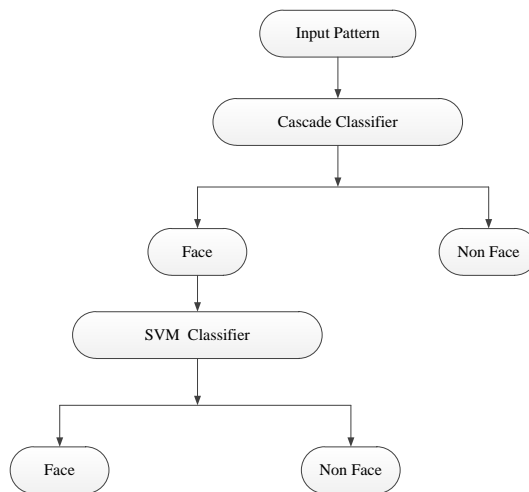 Input Pattern
Cascade Classifier
Face
Non Face
SVM Classifier
Face
Non Face